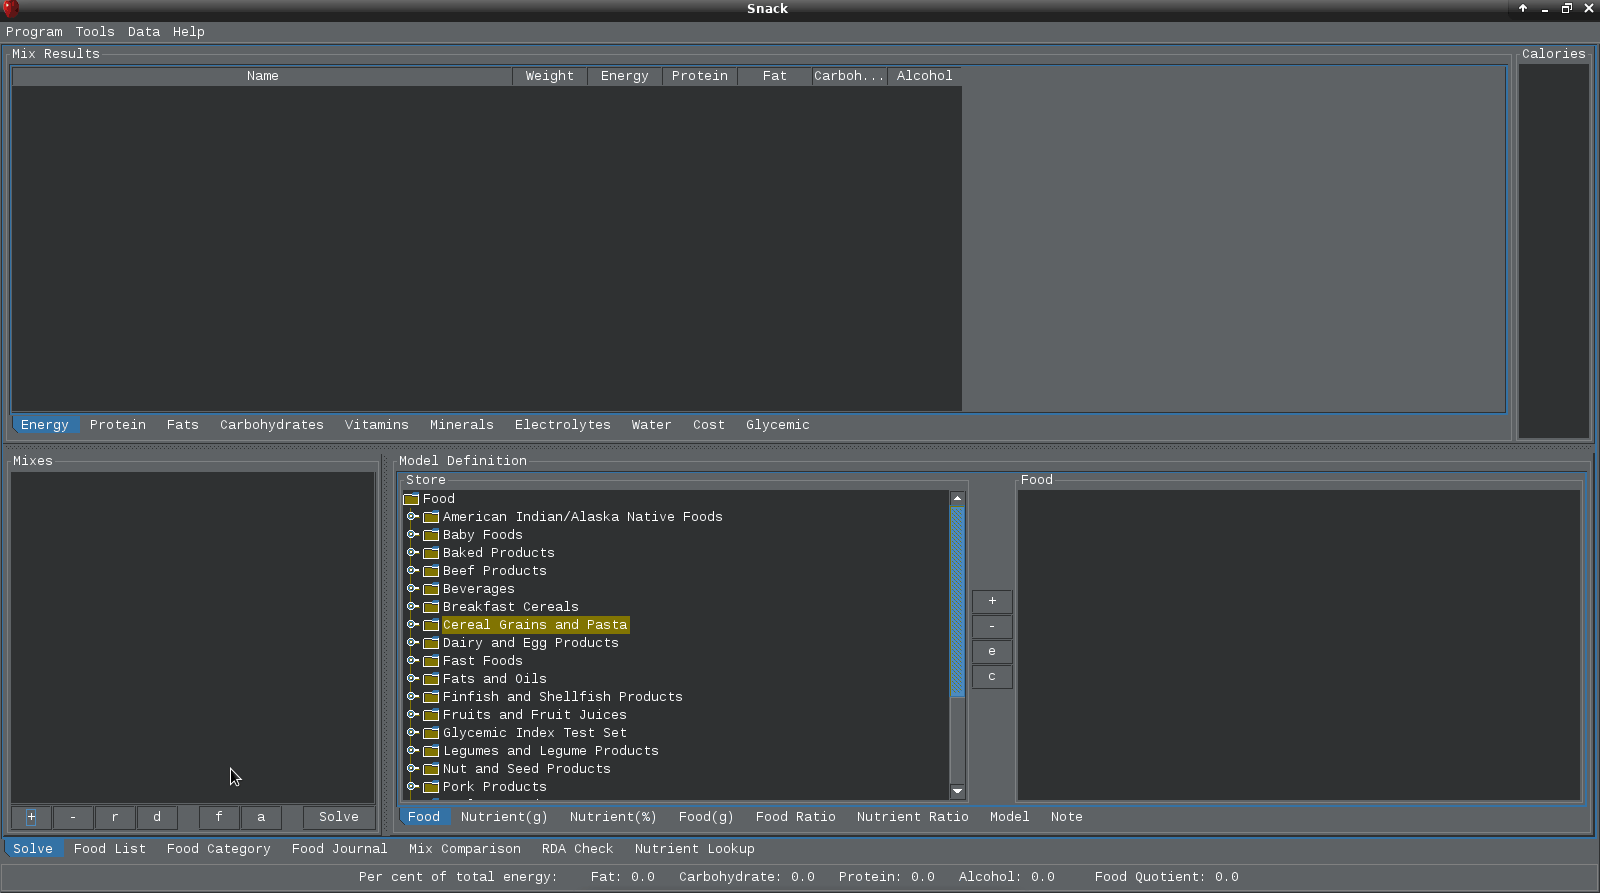 Snack
Program Tools Data Help
Mix Results
Calories
Name Weight Energy Protein Fat Carboh... Alcohol
Energy Protein Fats Carbohydrates Vitamins Minerals Electrolytes Water Cost Glycemic
Mixes
Model Definition
Store
Food
Food
American Indian/Alaska Native Foods
Baby Foods
Baked Products
Beef Products
Beverages
Breakfast Cereals
Cereal Grains and Pasta
Dairy and Egg Products
Fast Foods
Fats and Oils
Finfish and Shellfish Products
Fruits and Fruit Juices
Glycemic Index Test Set
Legumes and Legume Products
Nut and Seed Products
Pork Products
+
-
e
c
+ - r d f a Solve
Food Nutrient(g) Nutrient(%) Food(g) Food Ratio Nutrient Ratio Model Note
Solve Food List Food Category Food Journal Mix Comparison RDA Check Nutrient Lookup
Per cent of total energy: Fat: 0.0 Carbohydrate: 0.0 Protein: 0.0 Alcohol: 0.0 Food Quotient: 0.0